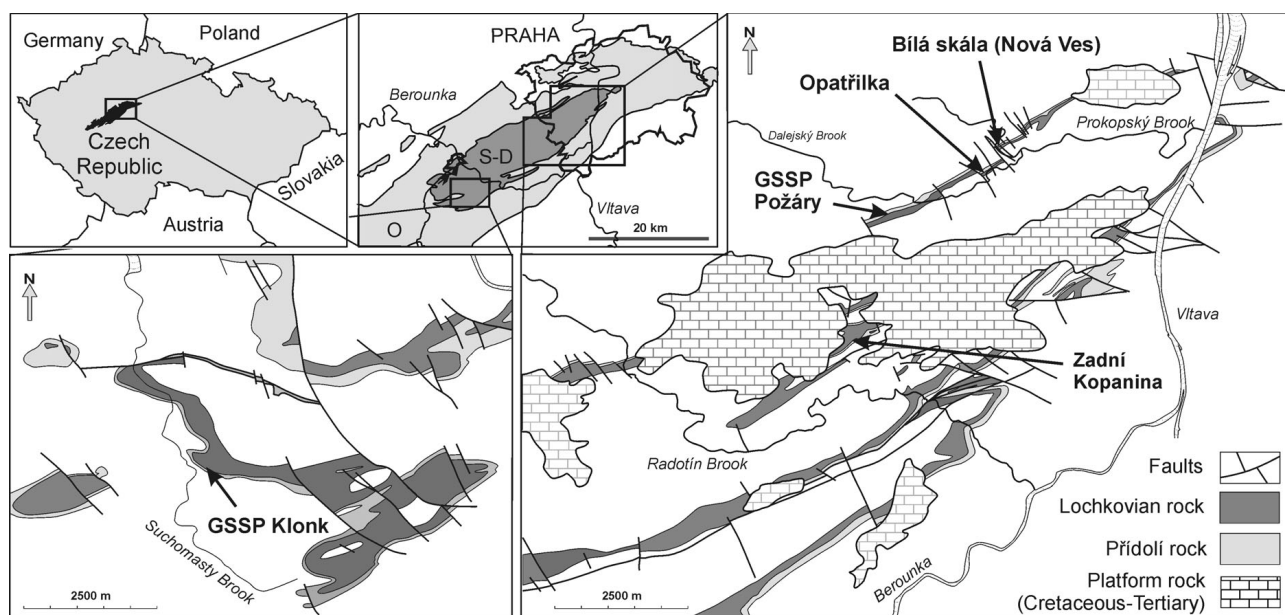 Germany
Poland
Czech
Republic
Slovakia
Austria
PRAHA
Berounka
S-D
O
Vltava
20 km
N
Bílá skála (Nová Ves)
Opatřilka
Dalejský Brook
Prokopský Brook
GSSP
Požáry
Vltava
Zadní
Kopanina
Radotín Brook
Berounka
2500 m
Faults
Lochkovian rock
Přídolí rock
Platform rock
(Cretaceous-Tertiary)
N
GSSP Klonk
Suchomasty Brook
2500 m